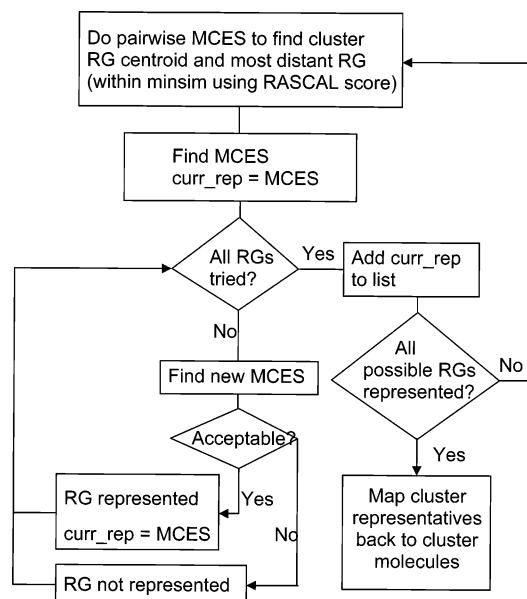 Do pairwise MCES to find cluster
RG centroid and most distant RG
(within minsim using RASCAL score)
Find MCES
curr_rep = MCES
All RGs
tried?
Yes
Add curr_rep
to list
No
Find new MCES
All
possible RGs
represented?
No
Acceptable?
Yes
RG represented
Yes
curr_rep = MCES
No
Map cluster
representatives
back to cluster
molecules
RG not represented